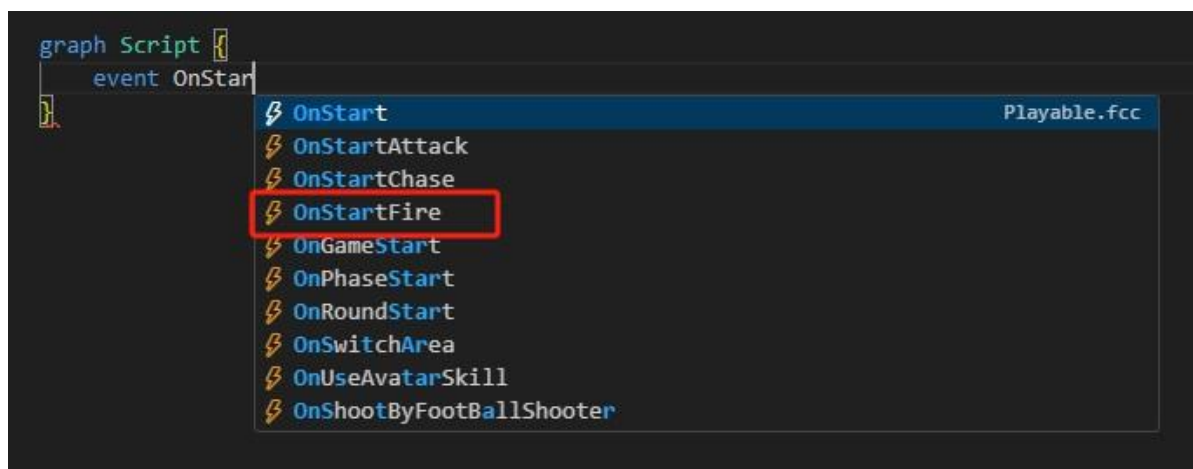 graph Script {
    event OnStar
}
OnStart Playable.fcc
OnStartAttack
OnStartChase
OnStartFire
OnGameStart
OnPhaseStart
OnRoundStart
OnSwitchArea
OnUseAvatarSkill
OnShootByFootBallShooter